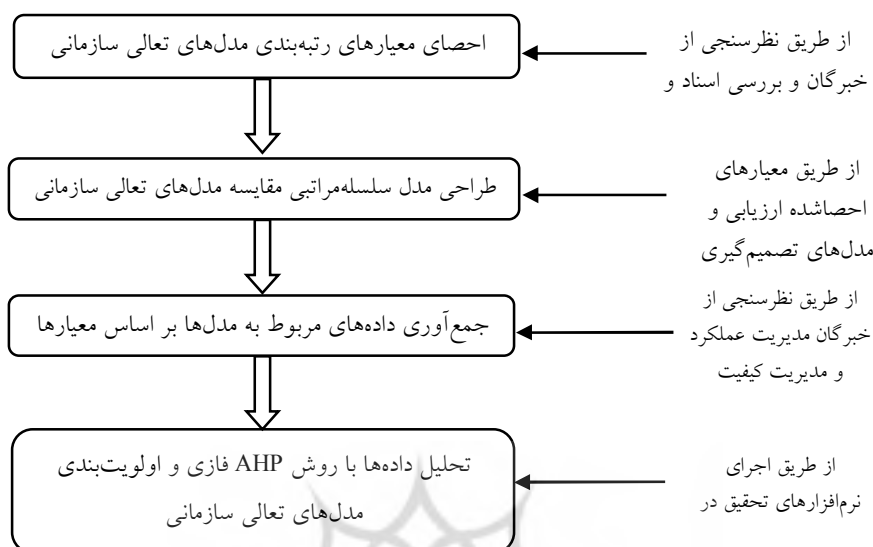 احصای معیارهای رتبه‌بندی مدل‌های تعالی سازمانی
از طریق نظرسنجی از
خبرگان و بررسی اسناد و
طراحی مدل سلسله‌مراتبی مقایسه مدل‌های تعالی سازمانی
از طریق معیارهای
احصاشده ارزیابی و
مدل‌های تصمیم‌گیری
جمع‌آوری داده‌های مربوط به مدل‌ها بر اساس معیارها
از طریق نظرسنجی از
خبرگان مدیریت عملکرد
و مدیریت کیفیت
تحلیل داده‌ها با روش AHP فازی و اولویت‌بندی
مدل‌های تعالی سازمانی
از طریق اجرای
نرم‌افزارهای تحقیق در